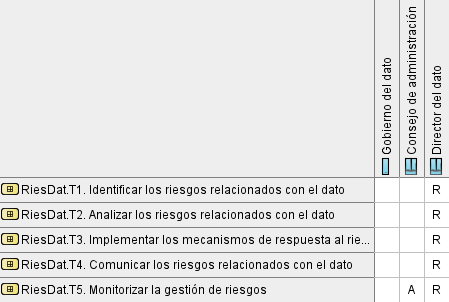 Gobierno del dato
Consejo de administración
Director del dato
RiesDat.T1. Identificar los riesgos relacionados con el dato R
RiesDat.T2. Analizar los riesgos relacionados con el dato R
RiesDat.T3. Implementar los mecanismos de respuesta al rie... R
RiesDat.T4. Comunicar los riesgos relacionados con el dato R
RiesDat.T5. Monitorizar la gestión de riesgos A R